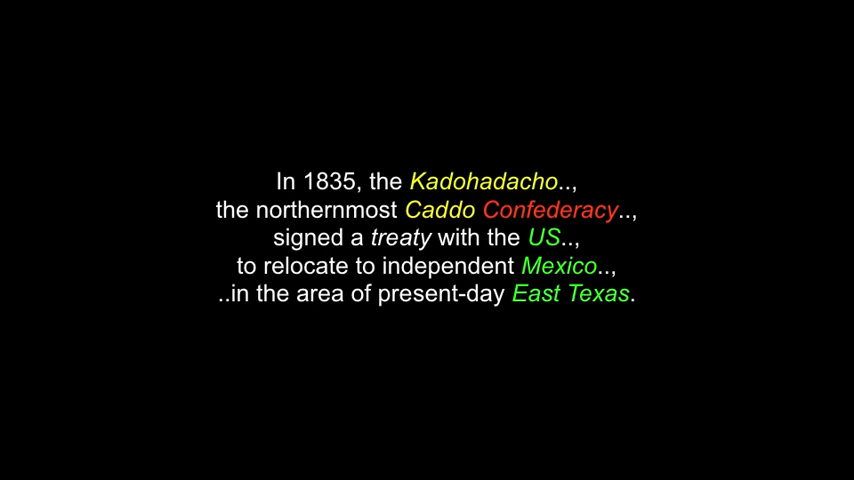 In 1835, the Kadohadacho..,
the northernmost Caddo Confederacy..,
signed a treaty with the US..,
to relocate to independent Mexico..,
..in the area of present-day East Texas.